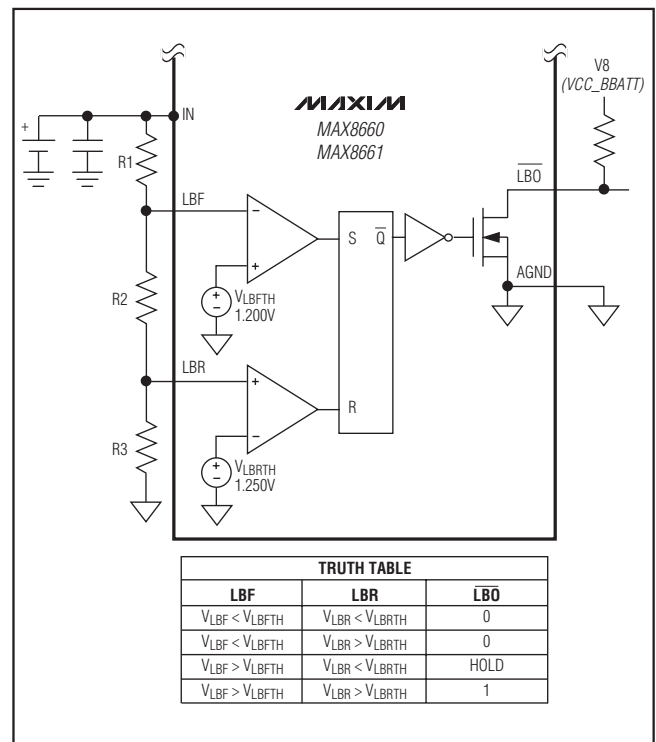 MAXIM
MAX8660
MAX8661
V8
(VCC_BBATT)
+
IN
R1
LBO
LBF
−
S Q
+
AGND
R2
+
−
VLBFTH
1.200V
LBR
+
R
−
R3
+
−
VLBRTH
1.250V
TRUTH TABLE
LBF LBR LBO
VLBF < VLBFTH VLBR < VLBRTH 0
VLBF < VLBFTH VLBR > VLBRTH 0
VLBF > VLBFTH VLBR < VLBRTH HOLD
VLBF > VLBFTH VLBR > VLBRTH 1